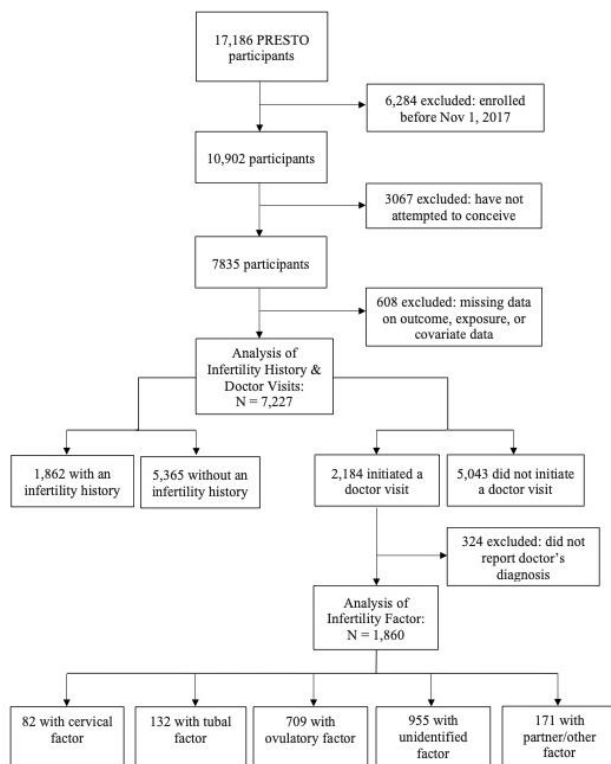 17,186 PRESTO
participants
6,284 excluded: enrolled
before Nov 1, 2017
10,902 participants
3067 excluded: have not
attempted to conceive
7835 participants
608 excluded: missing data
on outcome, exposure, or
covariate data
Analysis of
Infertility History &
Doctor Visits:
N = 7,227
1,862 with an
infertility history
5,365 without an
infertility history
2,184 initiated a
doctor visit
5,043 did not initiate
a doctor visit
324 excluded: did not
report doctor’s
diagnosis
Analysis of
Infertility Factor:
N = 1,860
82 with cervical
factor
132 with tubal
factor
709 with
ovulatory factor
955 with
unidentified
factor
171 with
partner/other
factor